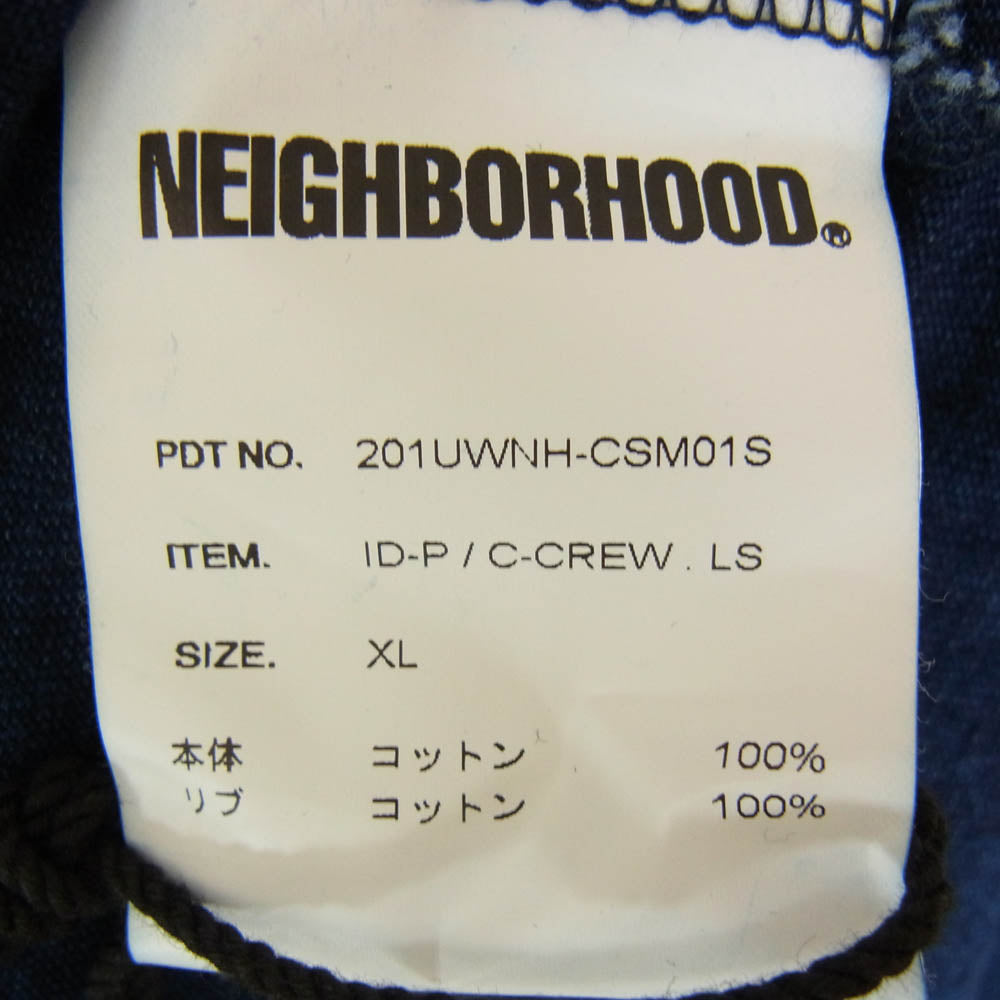 NEIGHBORHOOD®
PDT NO. 201UWNH-CSM01S
ITEM. ID-P / C-CREW . LS
SIZE. XL
本体 コットン 100%
リブ コットン 100%